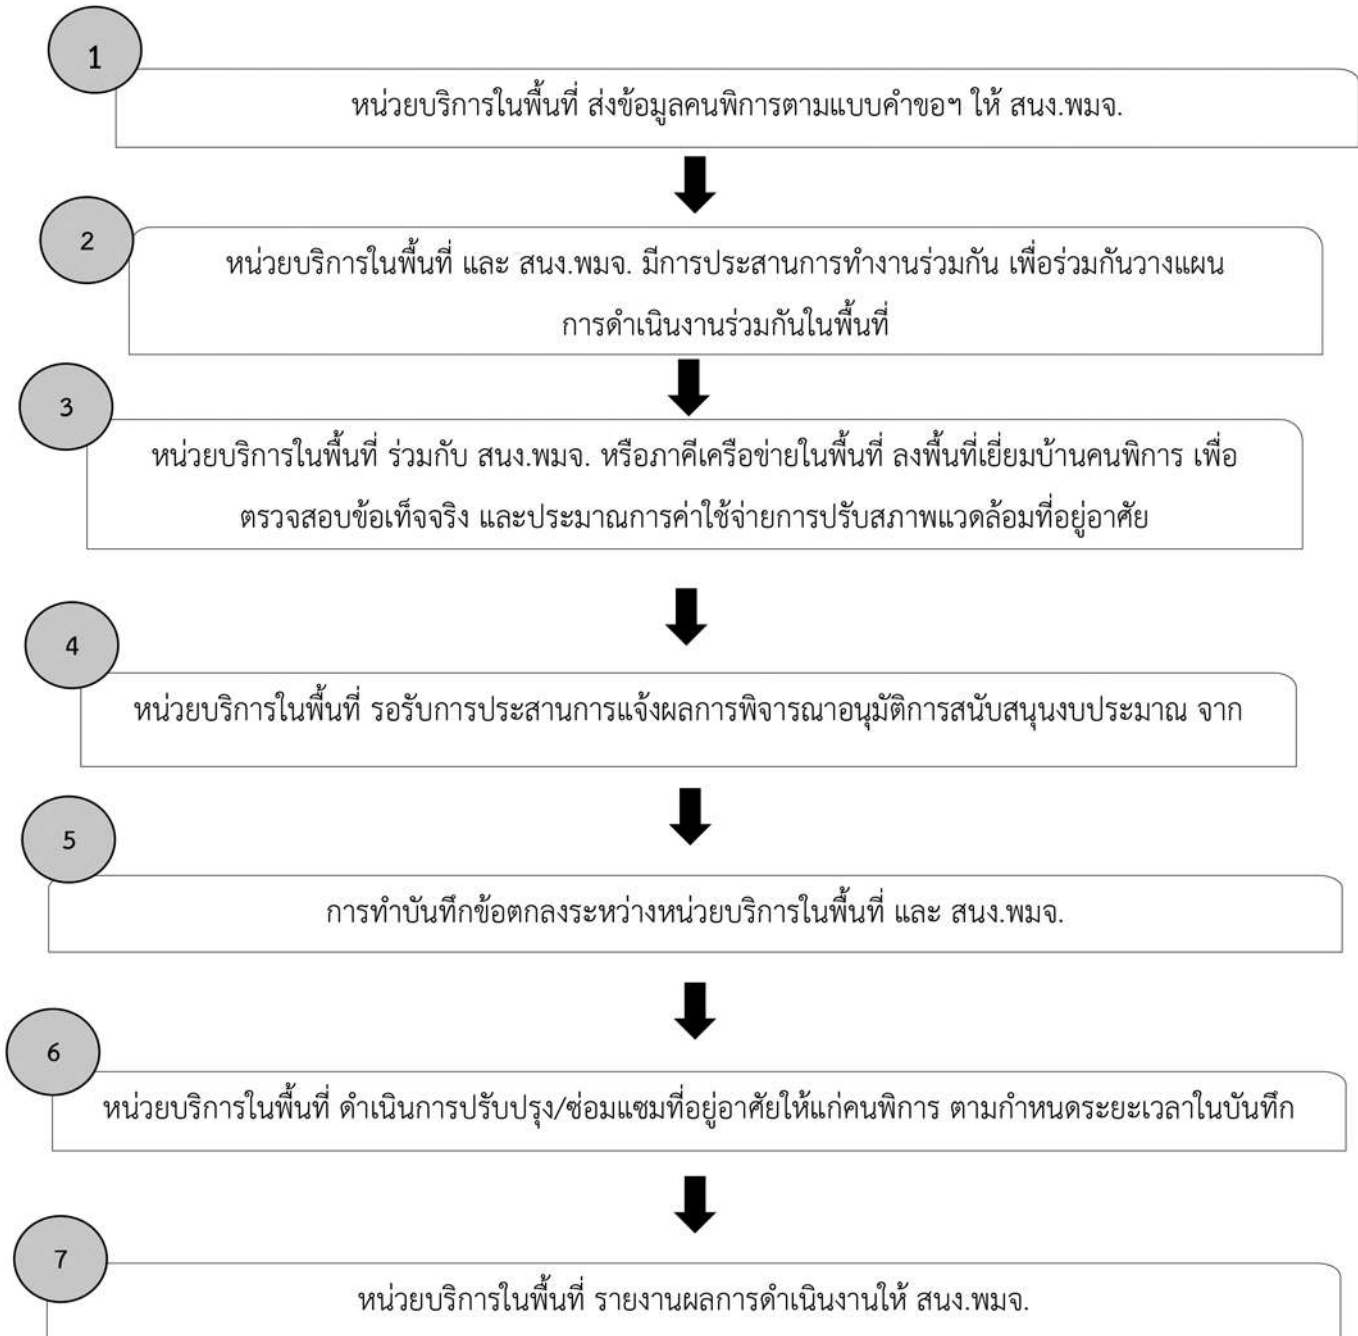 1
หน่วยบริการในพื้นที่ ส่งข้อมูลคนพิการตามแบบคำขอฯ ให้ สนง.พมจ.
2
หน่วยบริการในพื้นที่ และ สนง.พมจ. มีการประสานการทำงานร่วมกัน เพื่อร่วมกันวางแผน
การดำเนินงานร่วมกันในพื้นที่
3
หน่วยบริการในพื้นที่ ร่วมกับ สนง.พมจ. หรือภาคีเครือข่ายในพื้นที่ ลงพื้นที่เยี่ยมบ้านคนพิการ เพื่อ
ตรวจสอบข้อเท็จจริง และประมาณการค่าใช้จ่ายการปรับสภาพแวดล้อมที่อยู่อาศัย
4
หน่วยบริการในพื้นที่ รอรับการประสานการแจ้งผลการพิจารณาอนุมัติการสนับสนุนงบประมาณ จาก
5
การทำบันทึกข้อตกลงระหว่างหน่วยบริการในพื้นที่ และ สนง.พมจ.
6
หน่วยบริการในพื้นที่ ดำเนินการปรับปรุง/ซ่อมแซมที่อยู่อาศัยให้แก่คนพิการ ตามกำหนดระยะเวลาในบันทึก
7
หน่วยบริการในพื้นที่ รายงานผลการดำเนินงานให้ สนง.พมจ.